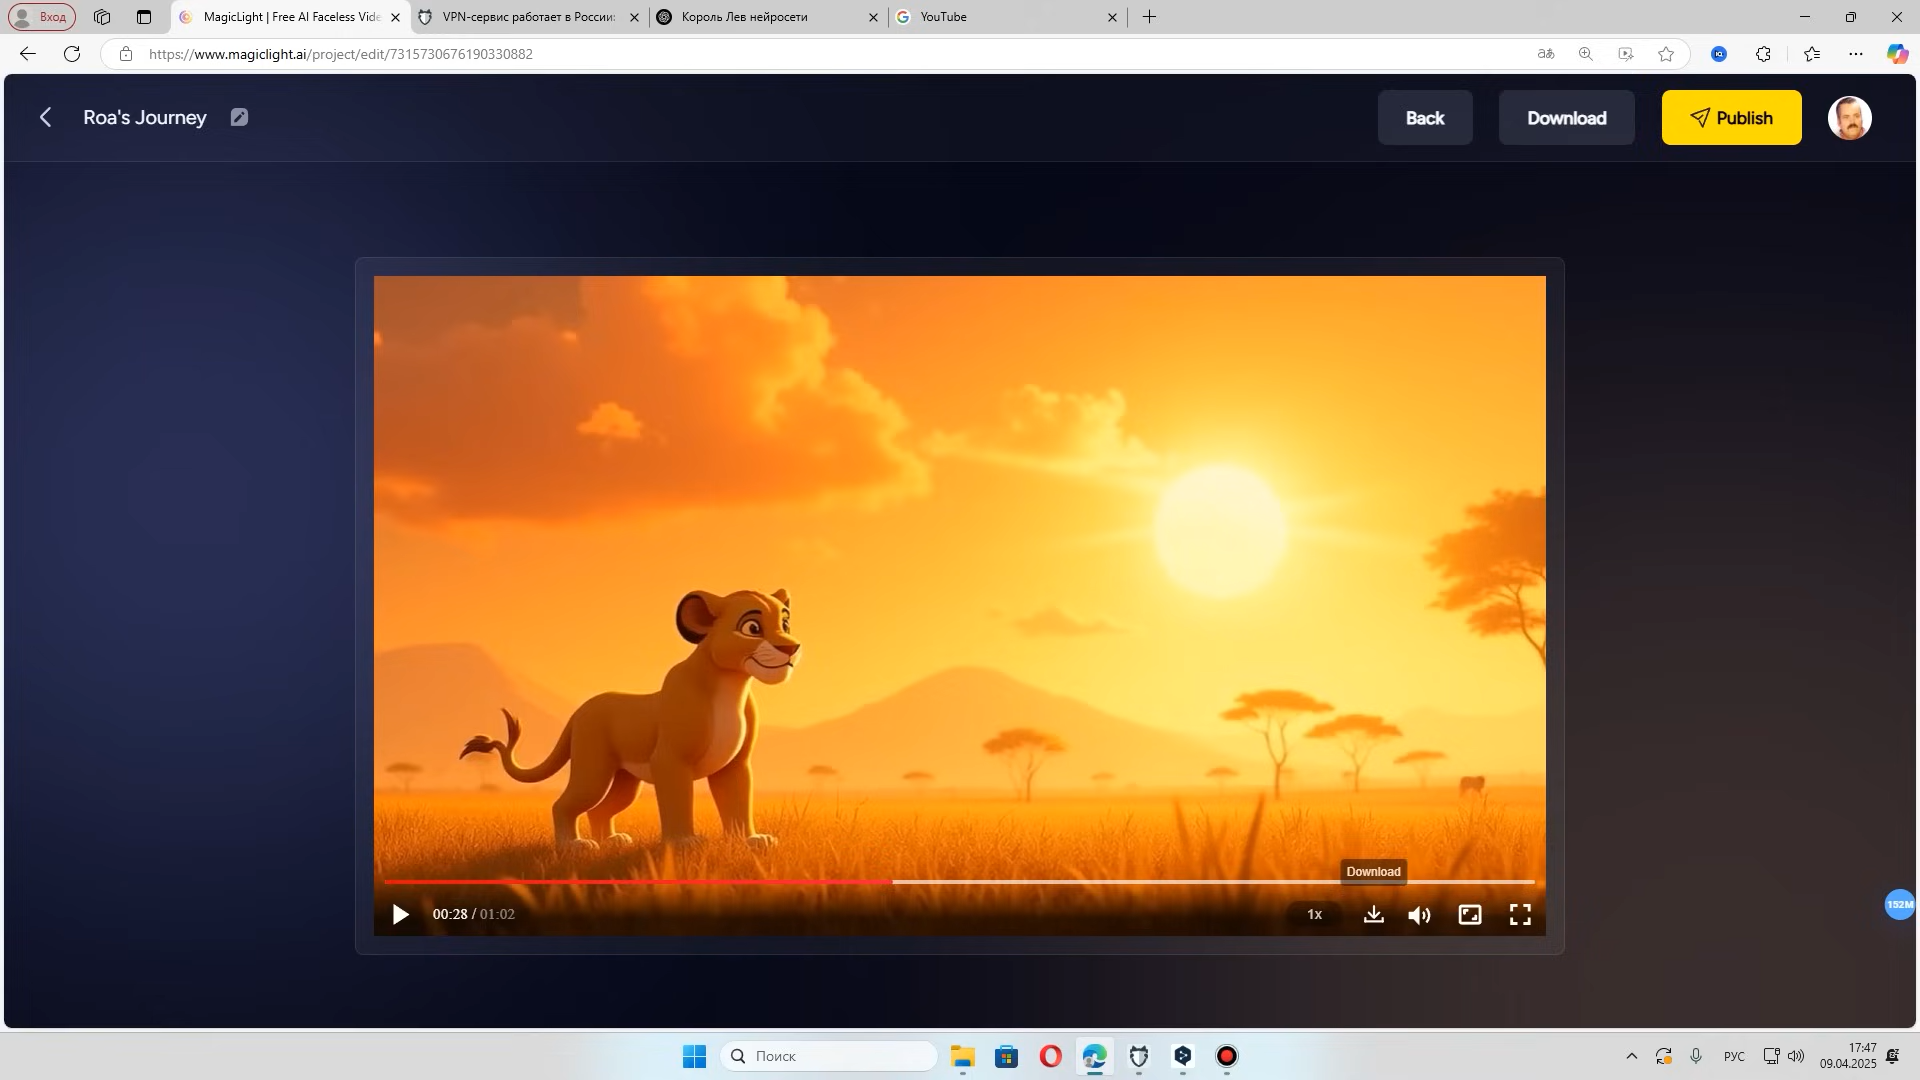 Вход
MagicLight | Free AI Faceless Vide
VPN-сервис работает в России:
Король Лев нейросети
YouTube
https://www.magiclight.ai/project/edit/7315730676190330882
Roa's Journey
Back
Download
Publish
Download
00:28 / 01:02
1x
152M
Поиск
РУС
17:47
09.04.2025